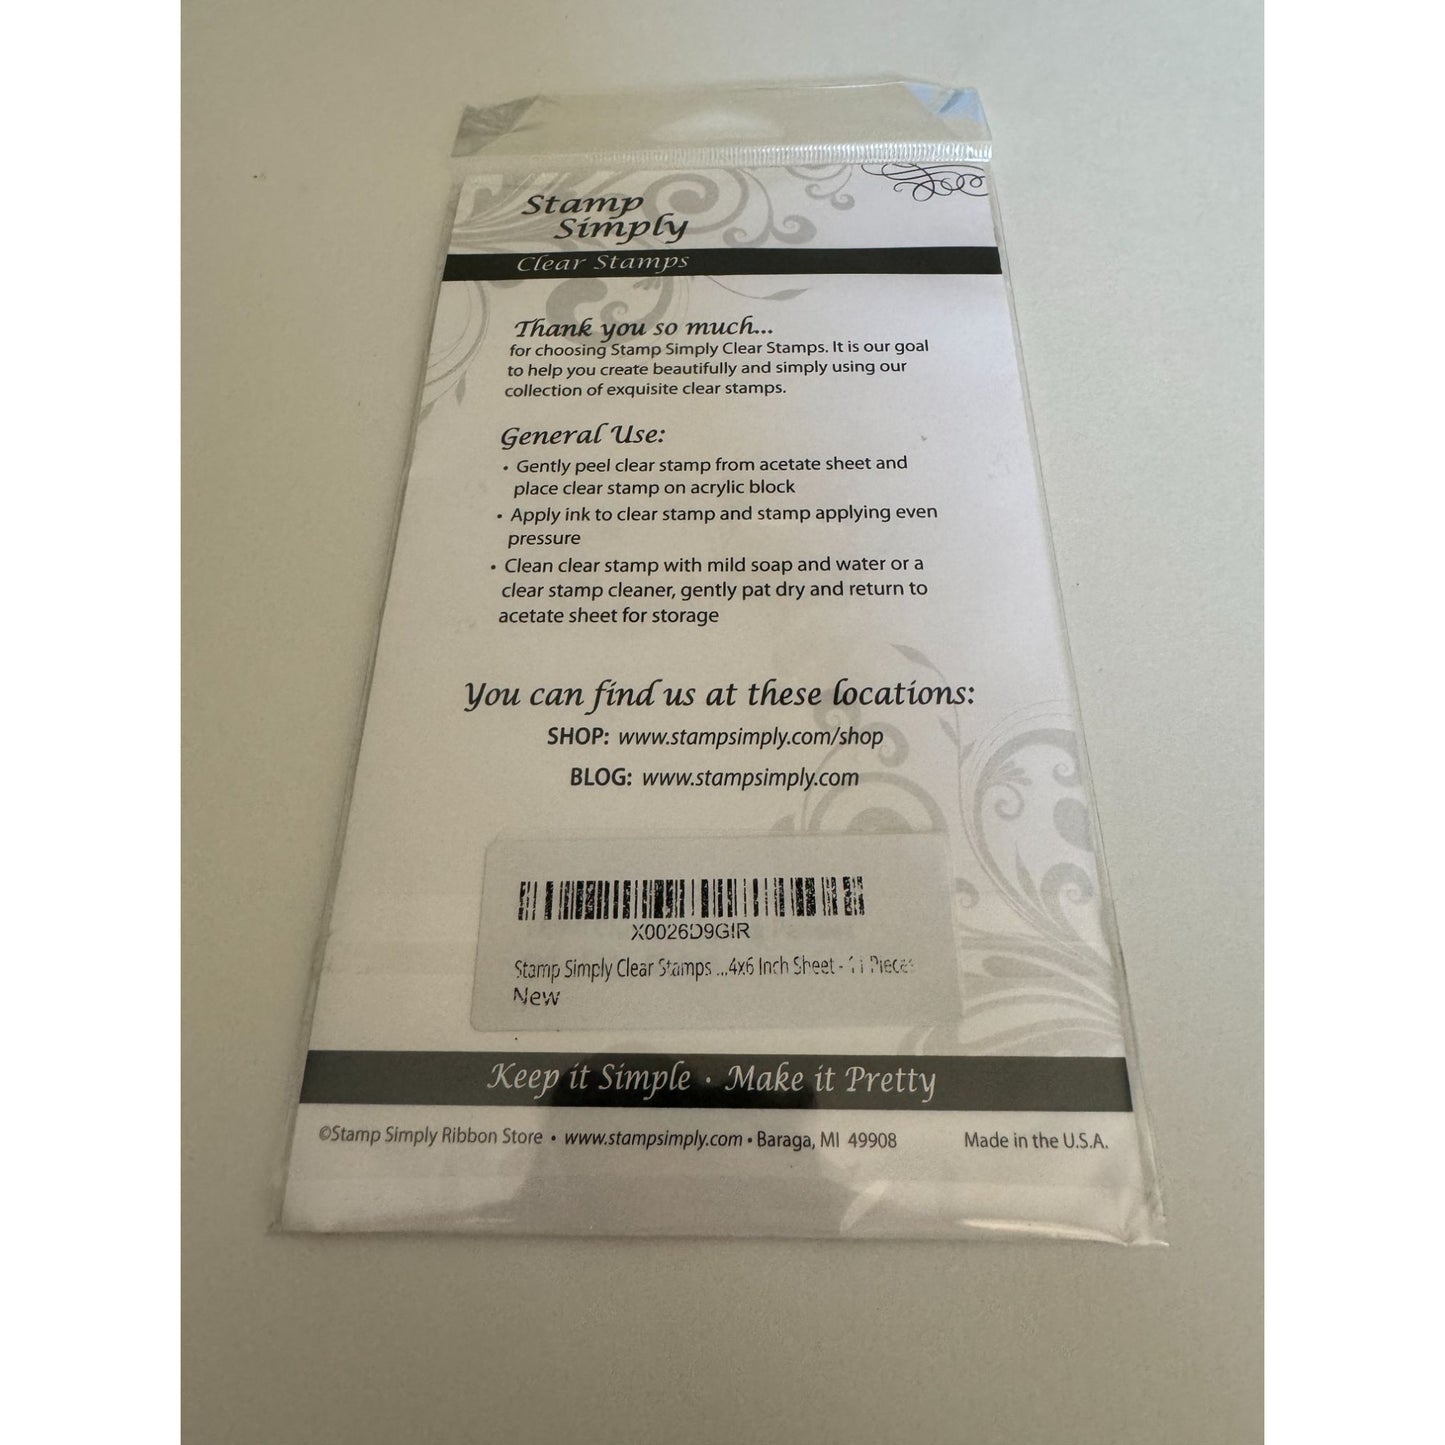 Stamp
Simply
Clear Stamps
Thank you so much...
for choosing Stamp Simply Clear Stamps. It is our goal
to help you create beautifully and simply using our
collection of exquisite clear stamps.
General Use:
• Gently peel clear stamp from acetate sheet and
place clear stamp on acrylic block
• Apply ink to clear stamp and stamp applying even
pressure
• Clean clear stamp with mild soap and water or a
clear stamp cleaner, gently pat dry and return to
acetate sheet for storage
You can find us at these locations:
SHOP: www.stampsimply.com/shop
BLOG: www.stampsimply.com
X0026D9GIR
Stamp Simply Clear Stamps ...4x6 Inch Sheet - 11 Pieces
New
Keep it Simple · Make it Pretty
©Stamp Simply Ribbon Store • www.stampsimply.com • Baraga, MI 49908 Made in the U.S.A.